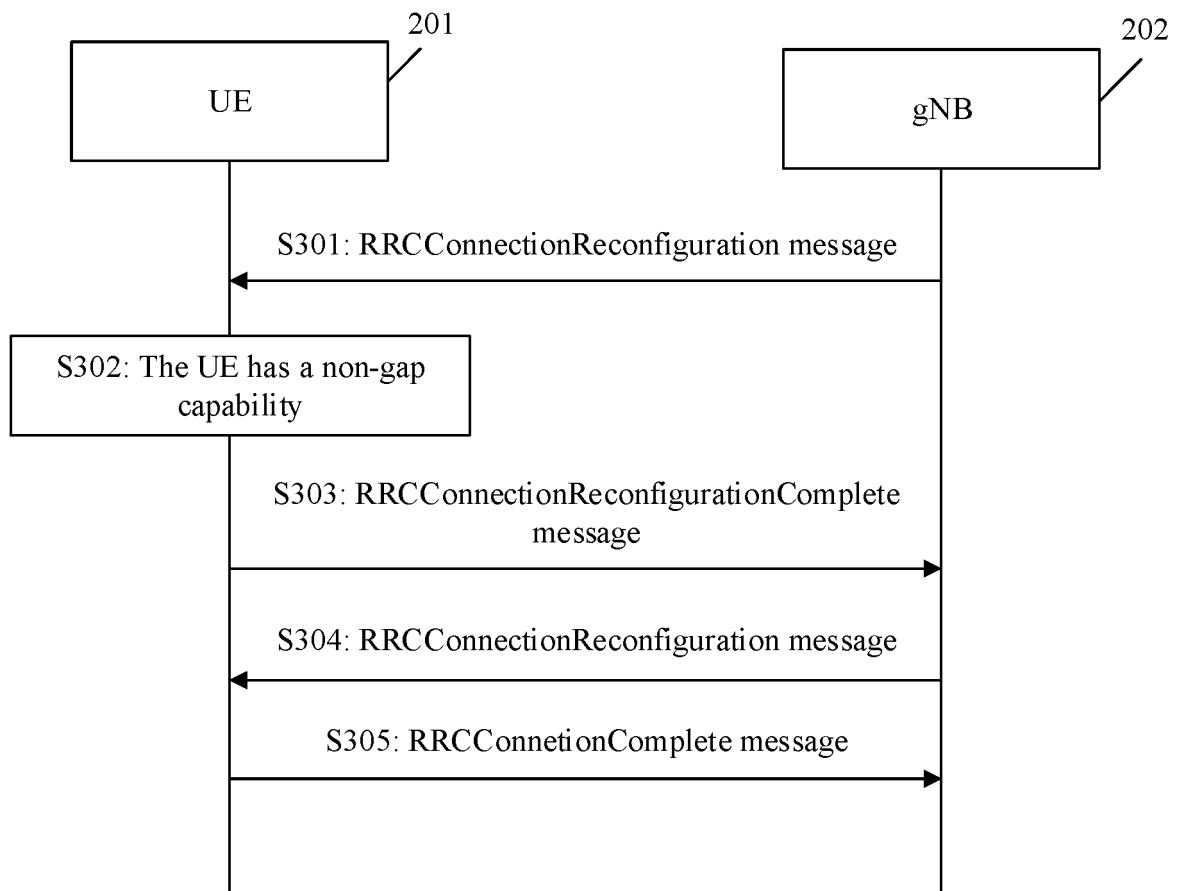 201
202
UE
gNB
S301: RRCConnectionReconfiguration message
S302: The UE has a non-gap
capability
S303: RRCConnectionReconfigurationComplete
message
S304: RRCConnectionReconfiguration message
S305: RRCConnetionComplete message